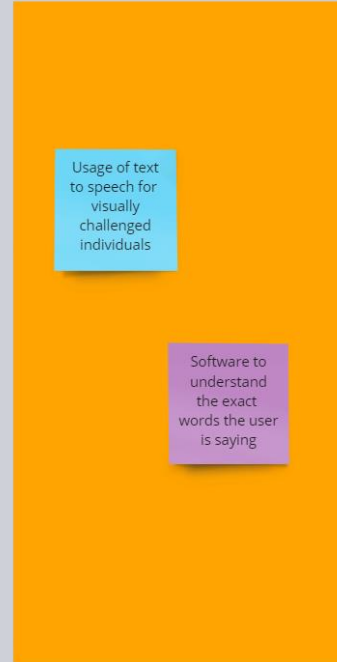 Usage of text
to speech for
visually
challenged
individuals
Software to
understand
the exact
words the user
is saying